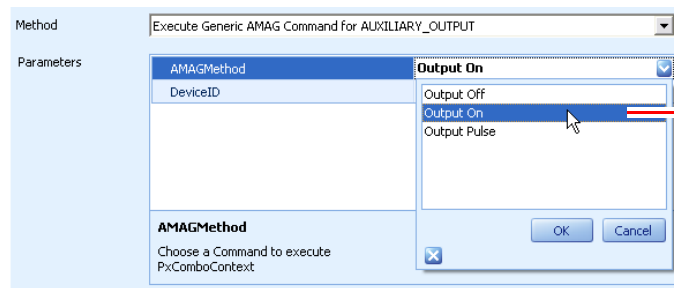 Method
Execute Generic AMAG Command for AUXILIARY_OUTPUT
Parameters
AMAGMethod
Output On
DeviceID
Output Off
Output On
Output Pulse
OK
Cancel
AMAGMethod
Choose a Command to execute
PxComboContext